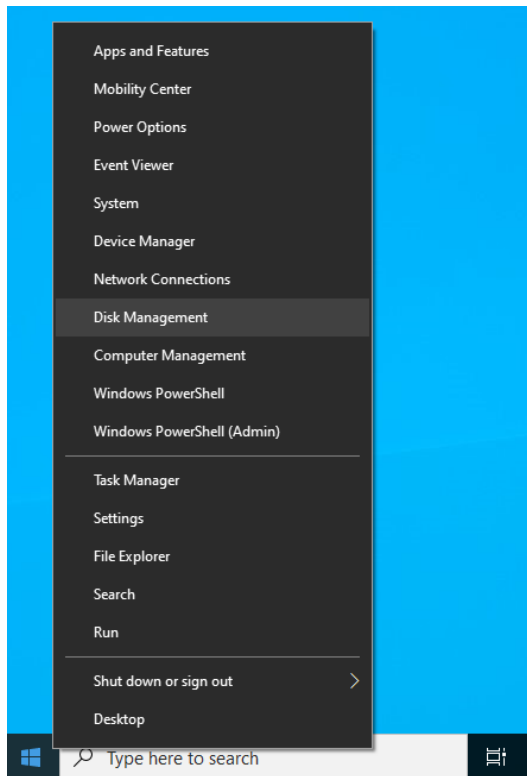 Apps and Features
Mobility Center
Power Options
Event Viewer
System
Device Manager
Network Connections
Disk Management
Computer Management
Windows PowerShell
Windows PowerShell (Admin)
Task Manager
Settings
File Explorer
Search
Run
Shut down or sign out
Desktop
Type here to search